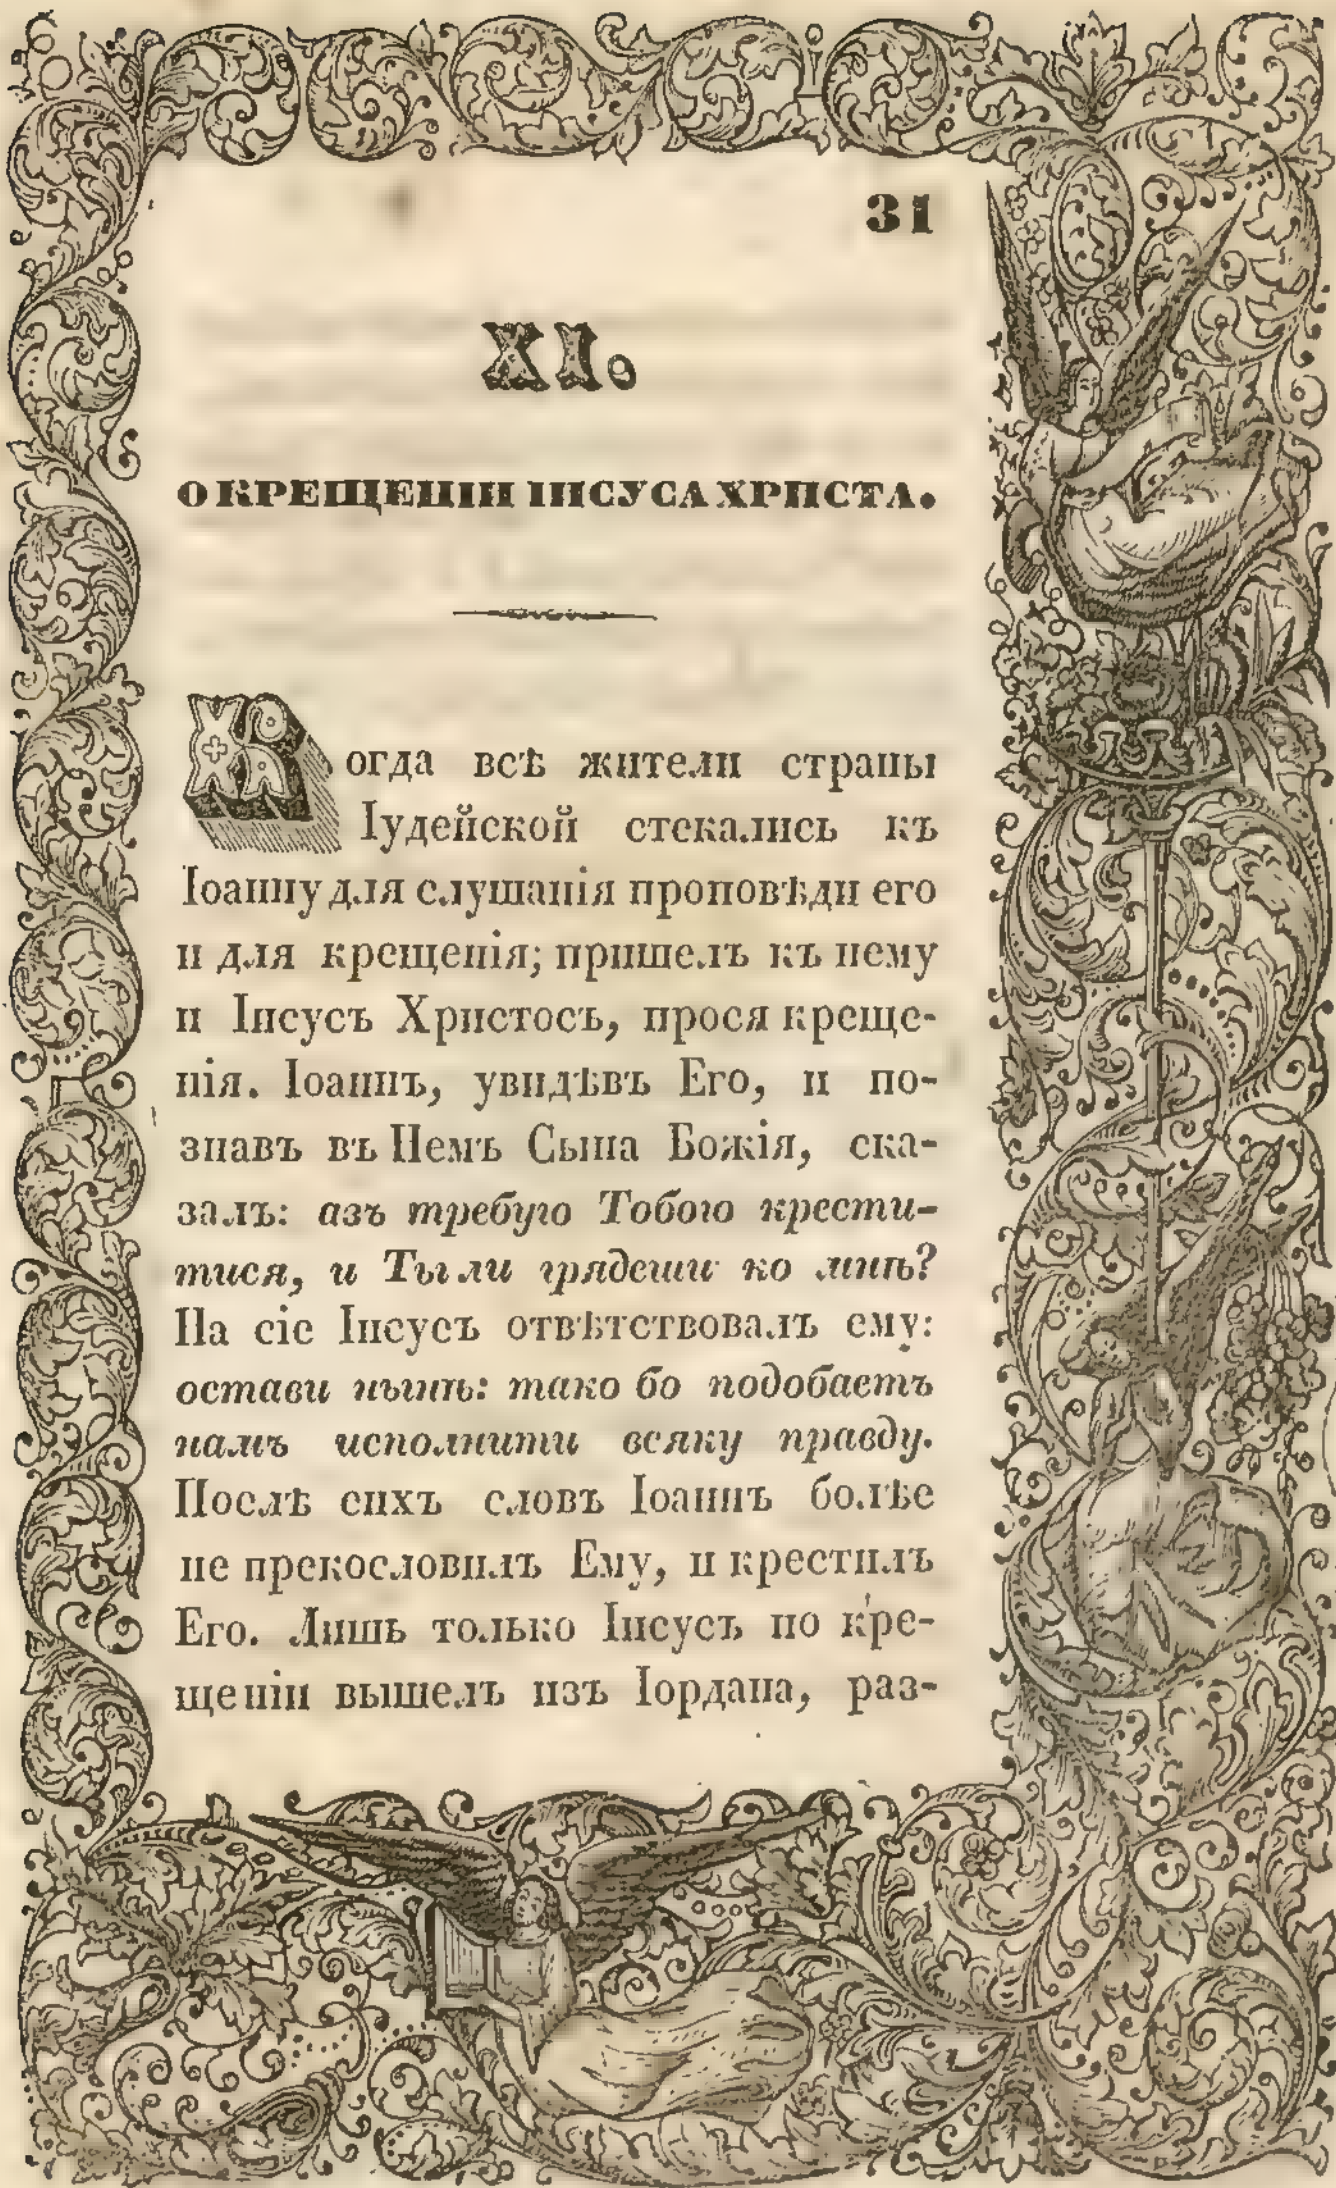 31
XI.
О КРЕЩЕНІИ ІИСУСА ХРИСТА.
Когда всѣ жители страны
Іудейской стекались къ
Іоанну для слушанія проповѣди его
и для крещенія; пришелъ къ нему
и Іисусъ Христосъ, прося креще-
нія. Іоаннъ, увидѣвъ Его, и по-
знавъ въ Немъ Сына Божія, ска-
залъ: азъ требую Тобою крести-
тися, и Ты ли грядеши ко мнѣ?
На сіе Іисусъ отвѣтствовалъ ему:
остави нынѣ: тако бо подобаетъ
намъ исполнити всяку правду.
Послѣ сихъ словъ Іоаннъ болѣе
не прекословилъ Ему, и крестилъ
Его. Лишь только Іисусъ по кре-
щеніи вышелъ изъ Іордана, раз-